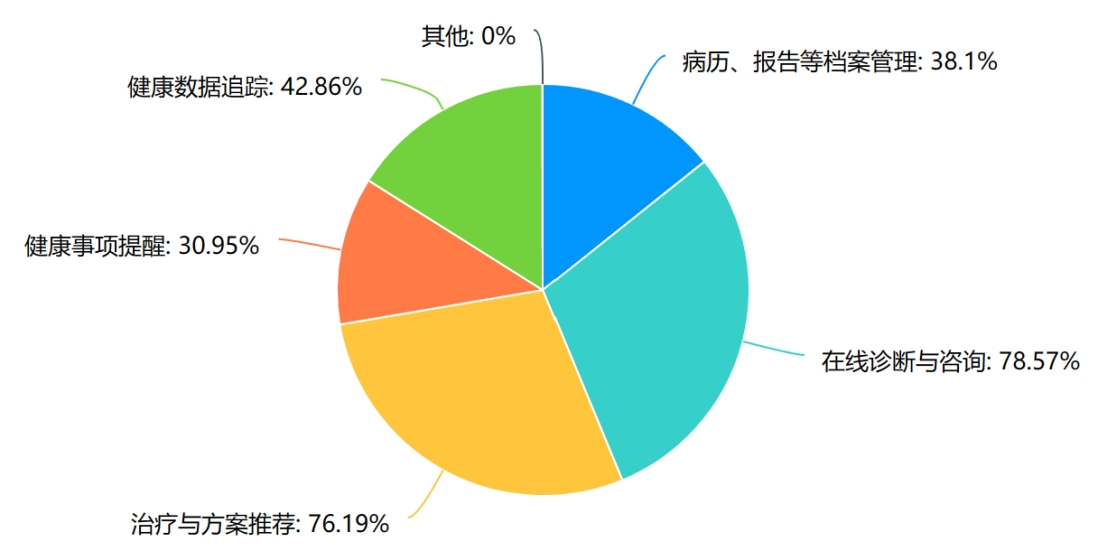 其他: 0%
病历、报告等档案管理: 38.1%
健康数据追踪: 42.86%
健康事项提醒: 30.95%
在线诊断与咨询: 78.57%
治疗与方案推荐: 76.19%